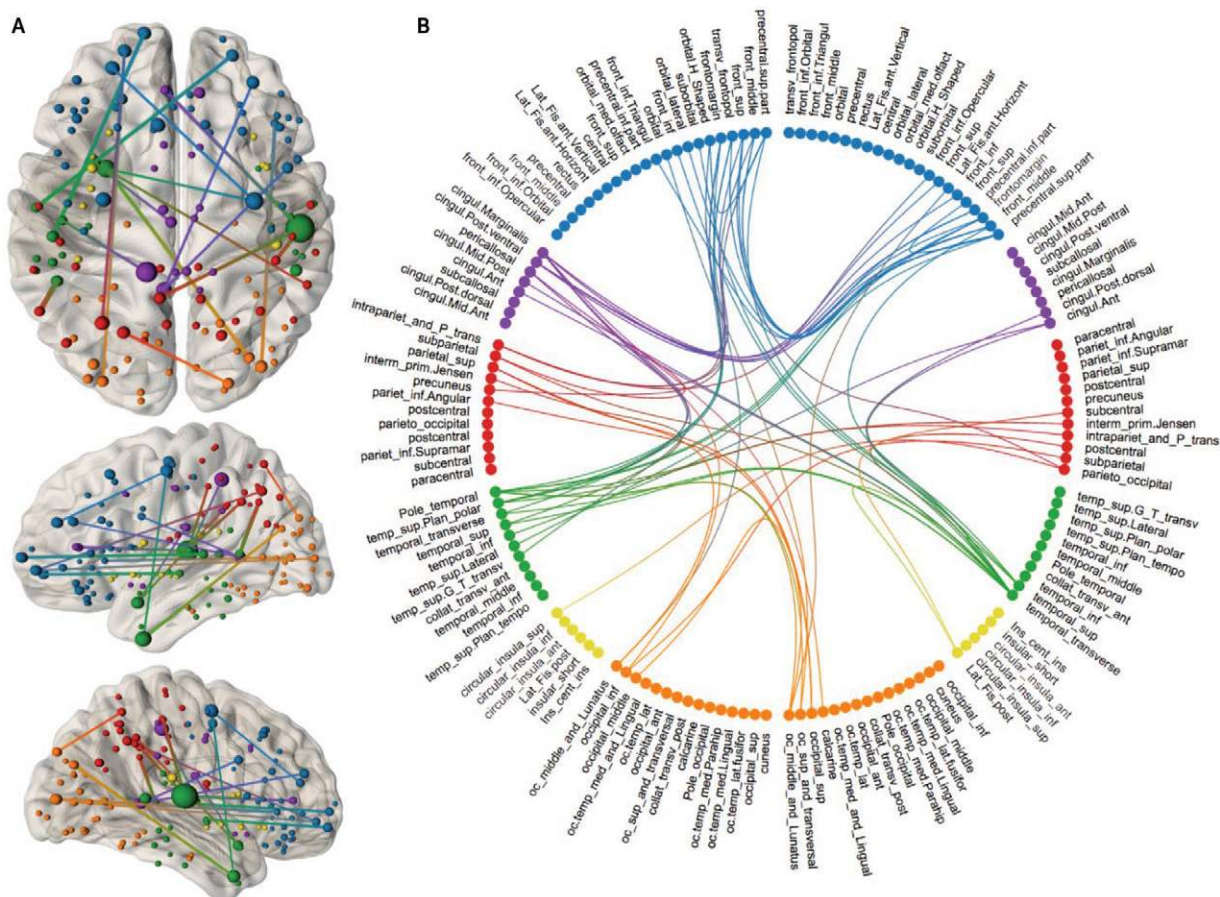 A
B
precentral.sup.part
front_middle
front_sup
transv_frontopol
frontomargin
orbital.H_Shaped
suborbital
orbital_lateral
front_inf
orbital
front_inf.Triangul
precentral.inf.part
orbital_med.olfact
front_sup
central
Lat_Fis.ant.Vertical
Lat_Fis.ant.Horizont
rectus
precentral
front_middle
front_inf.Orbital
front_inf.Opercular
cingul.Marginalis
cingul.Post.ventral
pericallosal
cingul.Mid.Post
cingul.Ant
subcallosal
cingul.Post.dorsal
cingul.Mid.Ant
intrapariet_and_P_trans
subparietal
parietal_sup
interm_prim.Jensen
precuneus
pariet_inf.Angular
postcentral
parieto_occipital
postcentral
pariet_inf.Supramar
subcentral
paracentral
Pole_temporal
temp_sup.Plan_polar
temporal_transverse
temporal_sup
temporal_inf
temp_sup.Lateral
temp_sup.G_T_transv
collat_transv_ant
temporal_middle
temporal_inf
temp_sup.Plan_tempo
circular_insula_sup
circular_insula_inf
circular_insula_ant
Lat_Fis.post
insular_short
Ins_cent_ins
oc_middle_and_Lunatus
occipital_inf
occipital_middle
oc.temp_med_and_Lingual
oc.temp_lat
occipital_ant
oc_sup_and_transversal
collat_transv_post
calcarine
Pole_occipital
oc.temp_med.Parahip
oc.temp_med.Lingual
oc.temp_lat.fusifor
occipital_sup
cuneus
transv_frontopol
front_inf.Orbital
front_inf.Triangul
front_middle
orbital
precentral
rectus
Lat_Fis.ant.Vertical
central
orbital_lateral
orbital_med.olfact
orbital.H_Shaped
suborbital
front_inf.Opercular
front_sup
Lat_Fis.ant.Horizont
front_inf
front_sup
precentral.inf.part
frontomargin
front_middle
precentral.sup.part
cingul.Mid.Ant
cingul.Mid.Post
cingul.Post.ventral
subcallosal
cingul.Marginalis
pericallosal
cingul.Post.dorsal
cingul.Ant
paracentral
pariet_inf.Angular
pariet_inf.Supramar
parietal_sup
postcentral
precuneus
subcentral
interm_prim.Jensen
intrapariet_and_P_trans
postcentral
subparietal
parieto_occipital
temp_sup.G_T_transv
temp_sup.Lateral
temp_sup.Plan_polar
temp_sup.Plan_tempo
temporal_inf
temporal_middle
Pole_temporal
collat_transv_ant
temporal_inf
temporal_sup
temporal_transverse
Ins_cent_ins
insular_short
circular_insula_ant
circular_insula_inf
circular_insula_sup
Lat_Fis.post
occipital_inf
cuneus
occipital_middle
oc.temp_lat.fusifor
oc.temp_med.Lingual
oc.temp_med.Parahip
Pole_occipital
collat_transv_post
occipital_ant
oc.temp_lat
oc.temp_med_and_Lingual
calcarine
occipital_sup
oc_sup_and_transversal
oc_middle_and_Lunatus